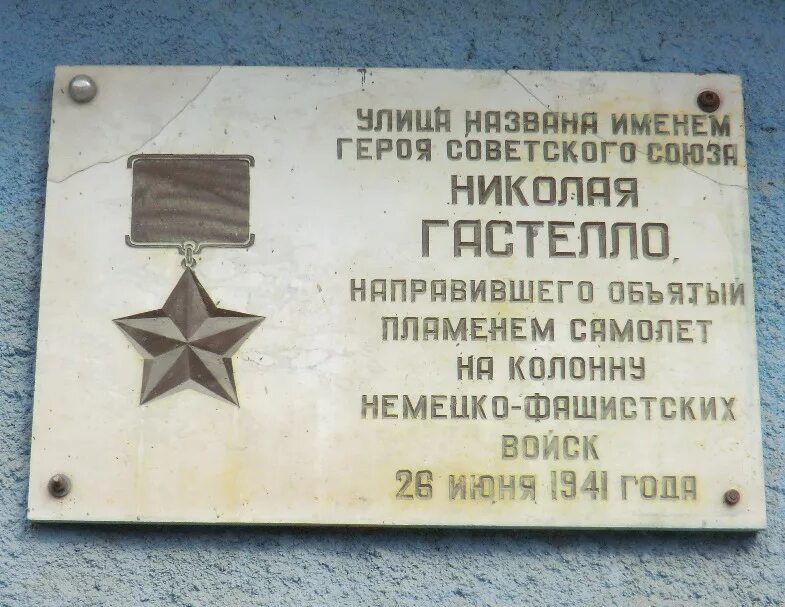 УЛИЦА НАЗВАНА ИМЕНЕМ
ГЕРОЯ СОВЕТСКОГО СОЮЗА
НИКОЛАЯ
ГАСТЕЛЛО,
НАПРАВИВШЕГО ОБЪЯТЫЙ
ПЛАМЕНЕМ САМОЛЕТ
НА КОЛОННУ
НЕМЕЦКО-ФАШИСТСКИХ
ВОЙСК
26 ИЮНЯ 1941 ГОДА